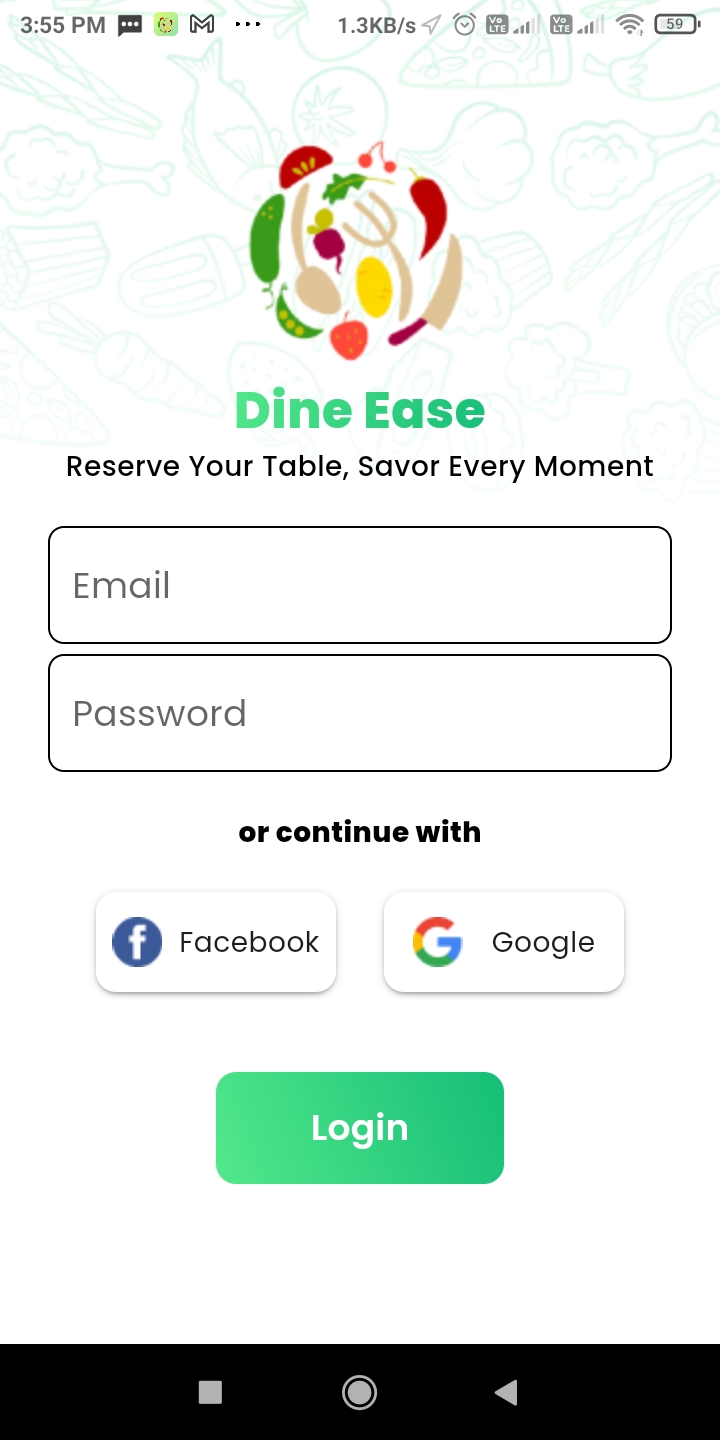 3:55 PM 1.3KB/s Vo LTE Vo LTE 59
Dine Ease
Reserve Your Table, Savor Every Moment
Email
Password
or continue with
Facebook Google
Login